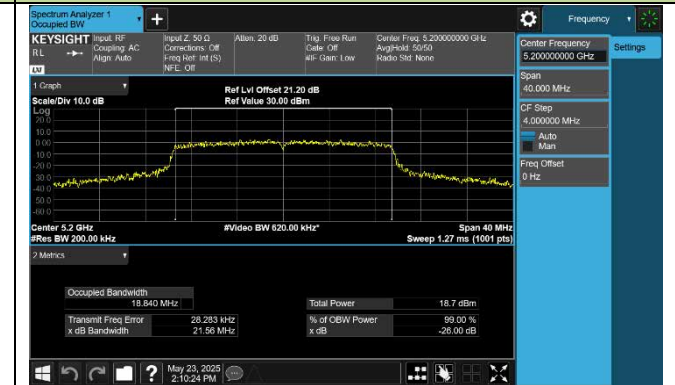 Spectrum Analyzer 1
Occupied BW
+
Frequency
KEYSIGHT
RL
Input: RF
Coupling: AC
Align: Auto
Input Z: 50 Ω
Corrections: Off
Freq Ref: Int (S)
NFE: Off
Atten: 20 dB
Trig: Free Run
Gate: Off
#IF Gain: Low
Center Freq: 5.200000000 GHz
Avg|Hold: 50/50
Radio Std: None
LXI
Center Frequency
5.200000000 GHz
Settings
Span
40.000 MHz
CF Step
4.000000 MHz
Auto
Man
Freq Offset
0 Hz
1 Graph
Scale/Div 10.0 dB
Ref Lvl Offset 21.20 dB
Ref Value 30.00 dBm
Log
20.0
10.0
0.00
-10.0
-20.0
-30.0
-40.0
-50.0
-60.0
Center 5.2 GHz
#Res BW 200.00 kHz
#Video BW 620.00 kHz*
Span 40 MHz
Sweep 1.27 ms (1001 pts)
2 Metrics
Occupied Bandwidth
18.840 MHz
Total Power 18.7 dBm
Transmit Freq Error 28.283 kHz
% of OBW Power 99.00 %
x dB Bandwidth 21.56 MHz
x dB -26.00 dB
?
May 23, 2025
2:10:24 PM